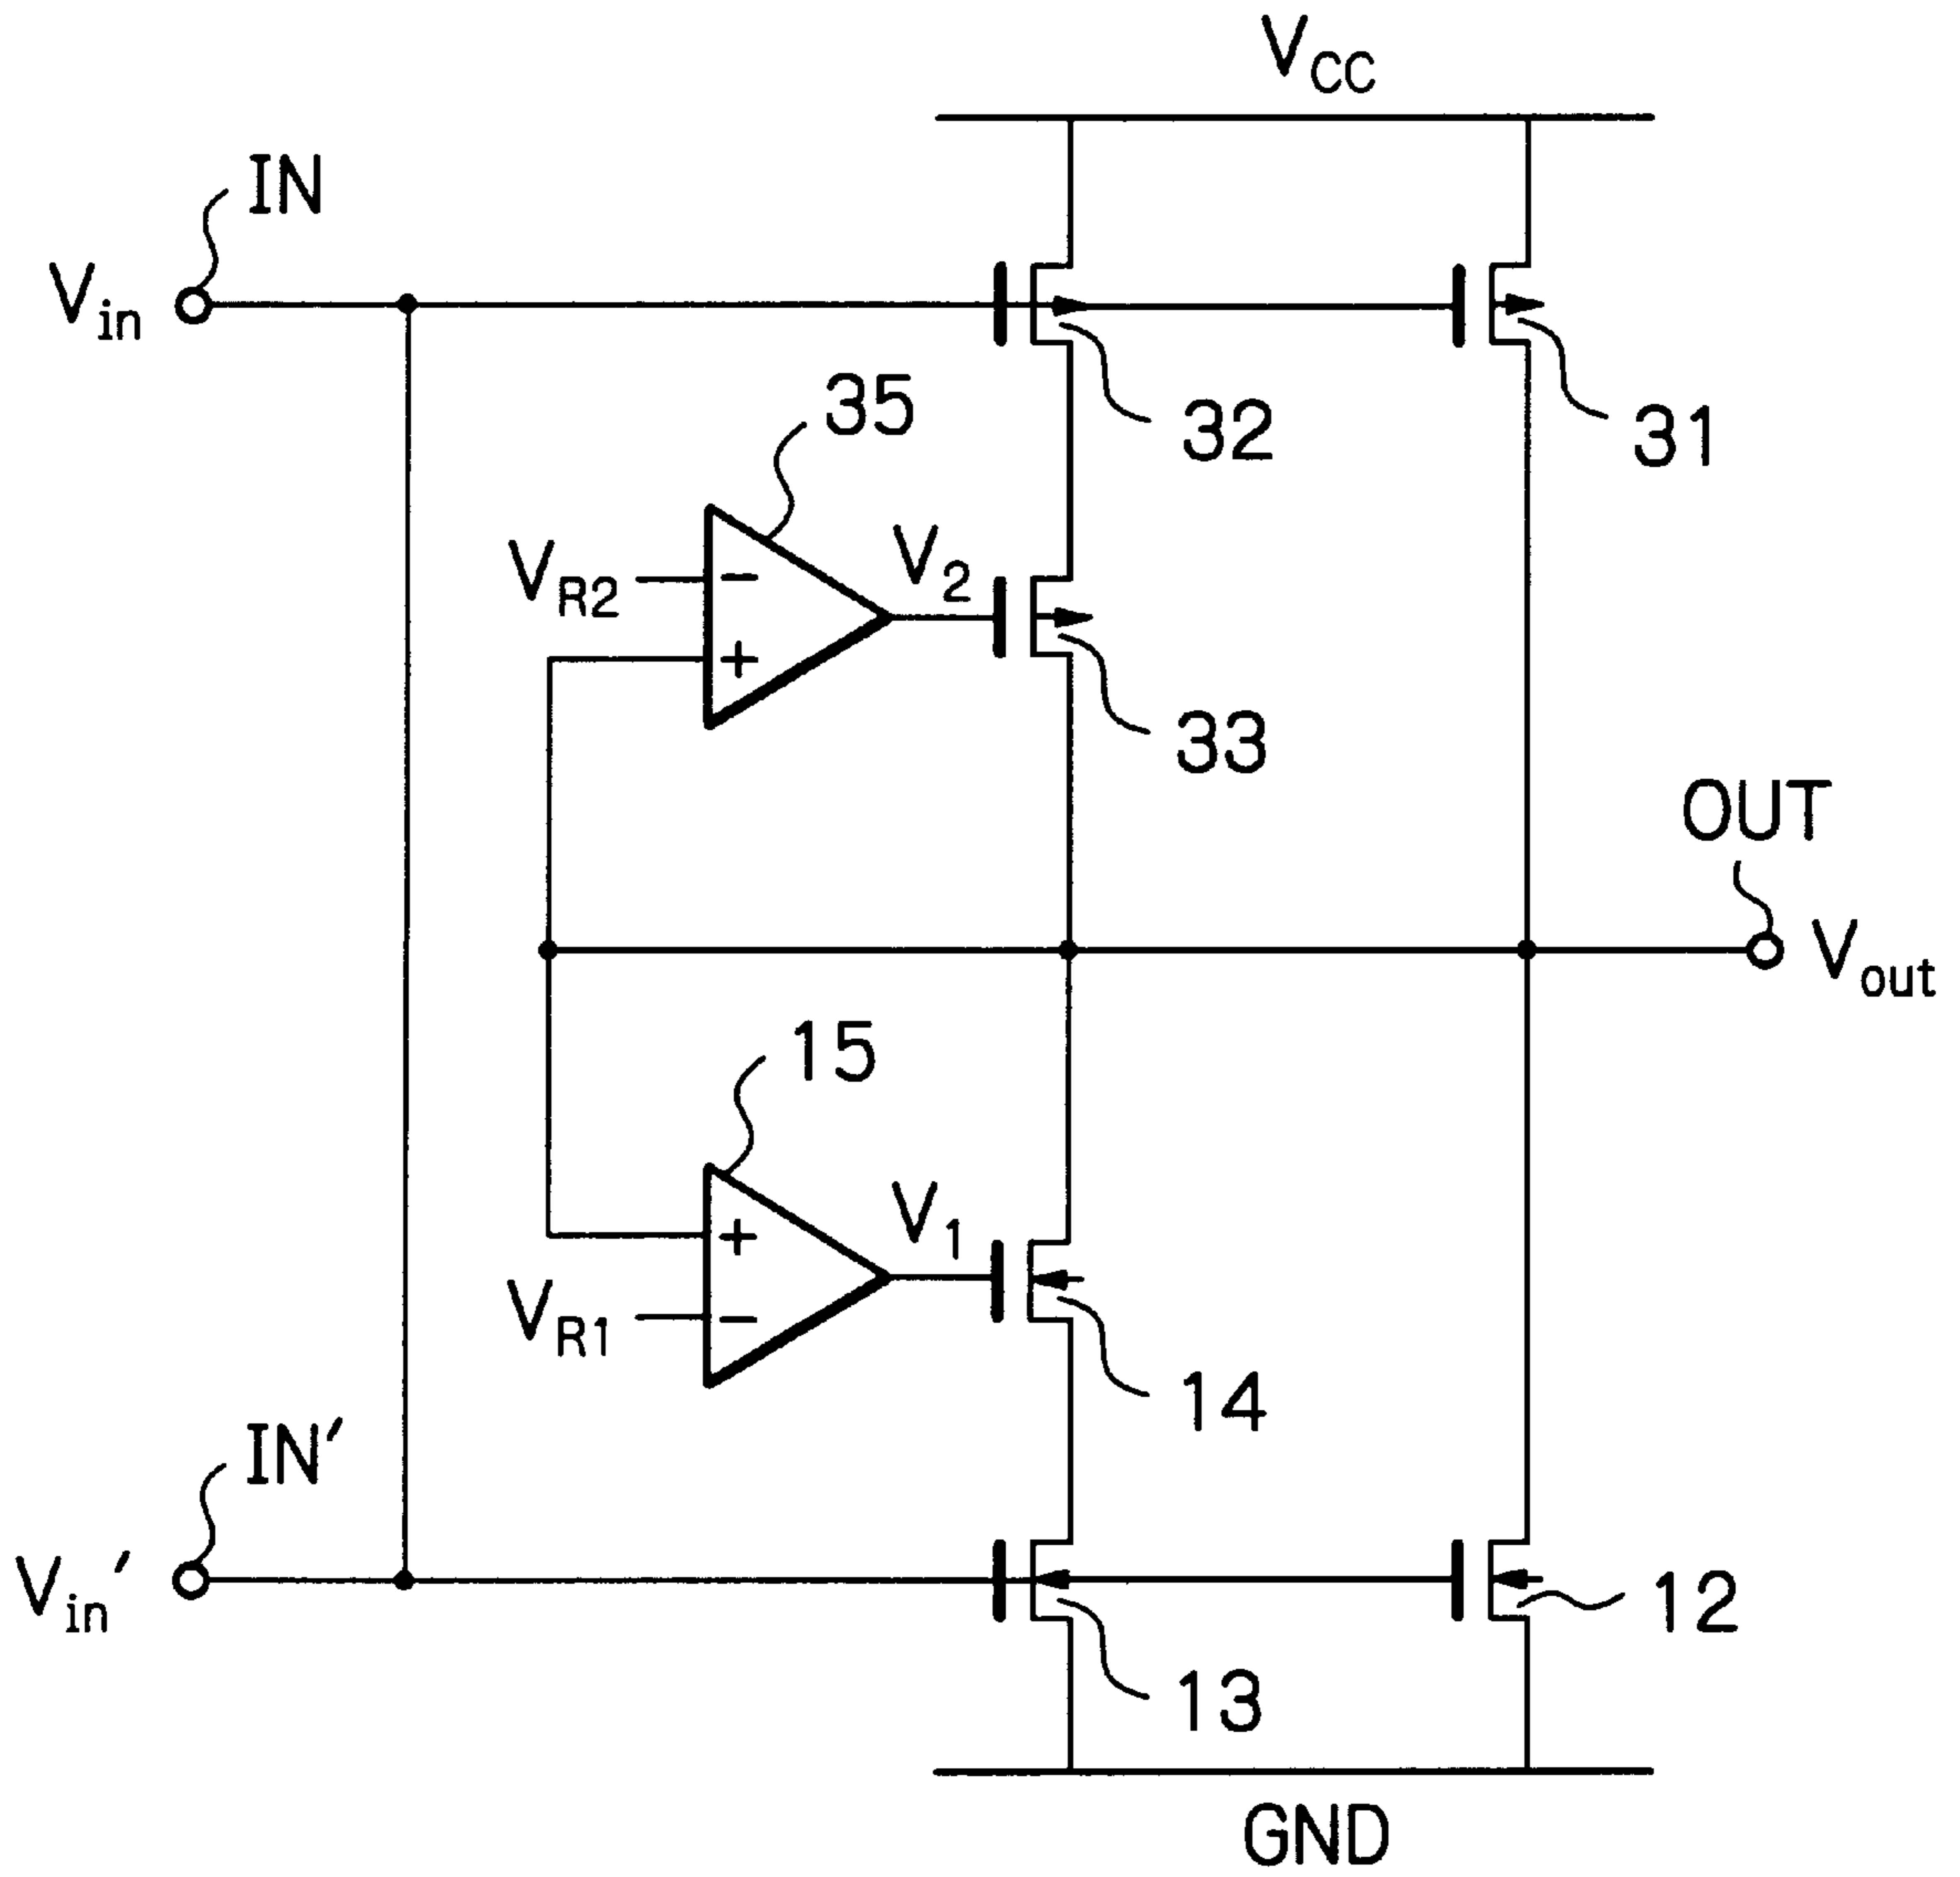 VCC
IN
Vin
32
31
35
VR2
−
V2
+
33
OUT
Vout
15
+
V1
VR1
−
14
IN′
Vin′
12
13
GND